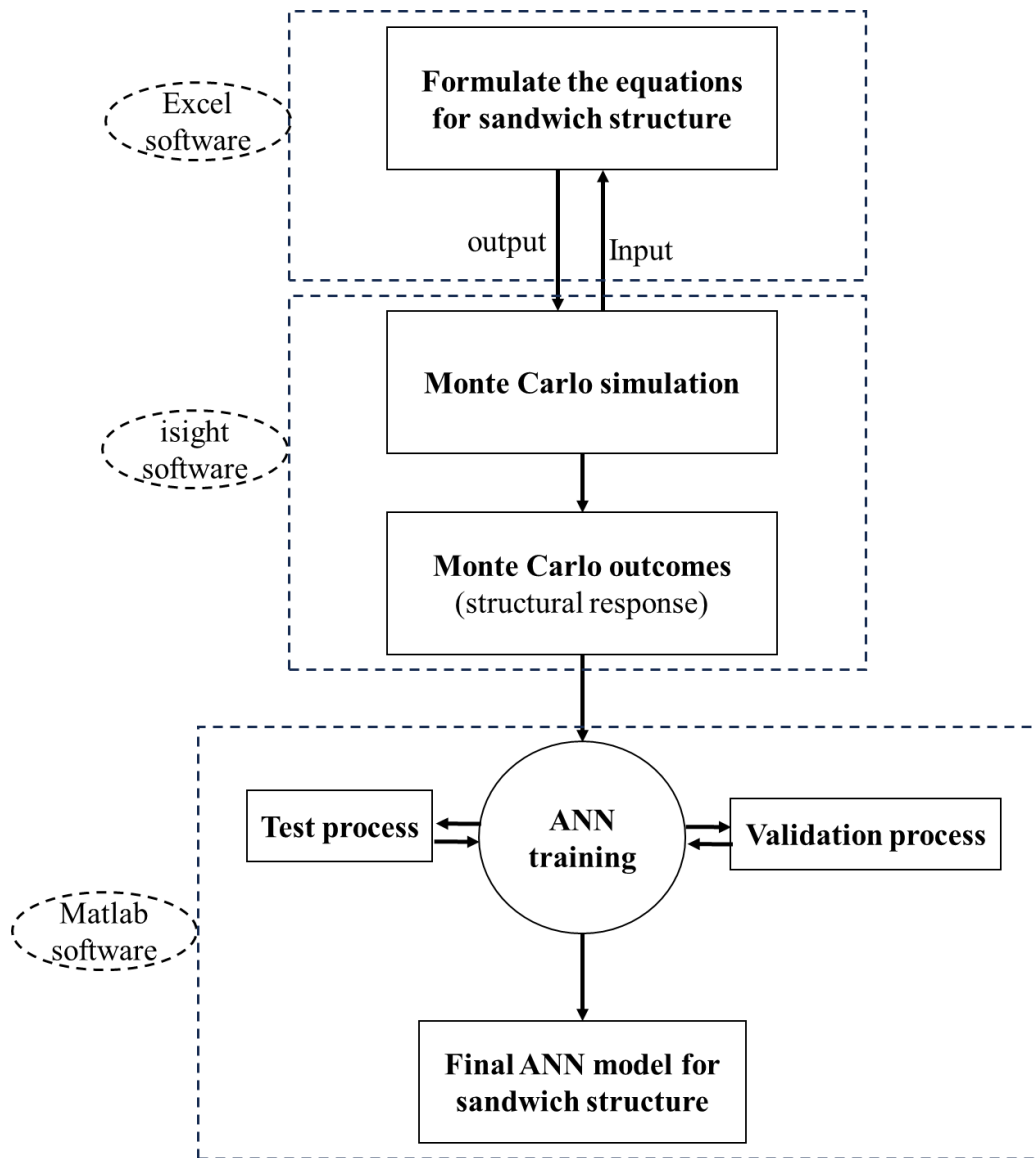 Formulate the equations
for sandwich structure
Excel
software
output
Input
Monte Carlo simulation
isight
software
Monte Carlo outcomes
(structural response)
Test process
ANN
training
Validation process
Matlab
software
Final ANN model for
sandwich structure